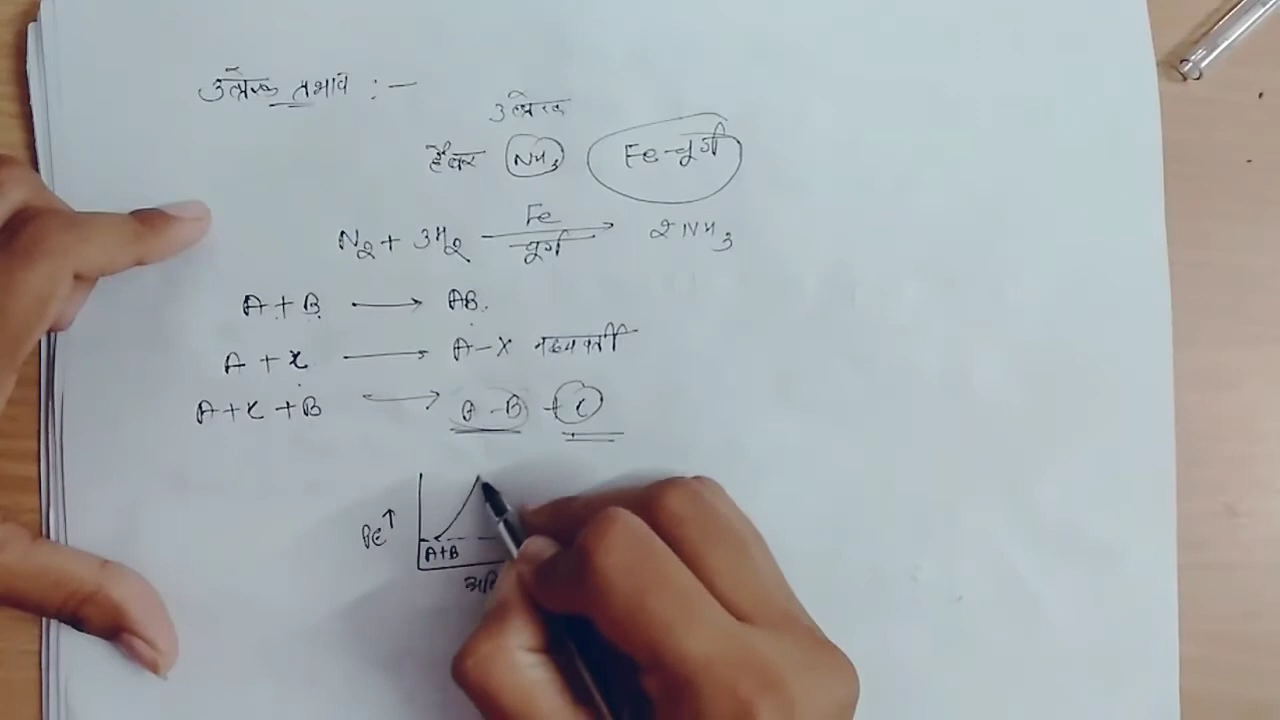 उत्प्रेरक प्रभाव :-
उत्प्रेरक
हैबर NH3 Fe-चूर्ण
N2 + 3H2 Fe चूर्ण → 2NH3
A + B → AB.
A + x → A-X मध्यवर्ती
A+x+B → A-B + x
PE ↑
A+B